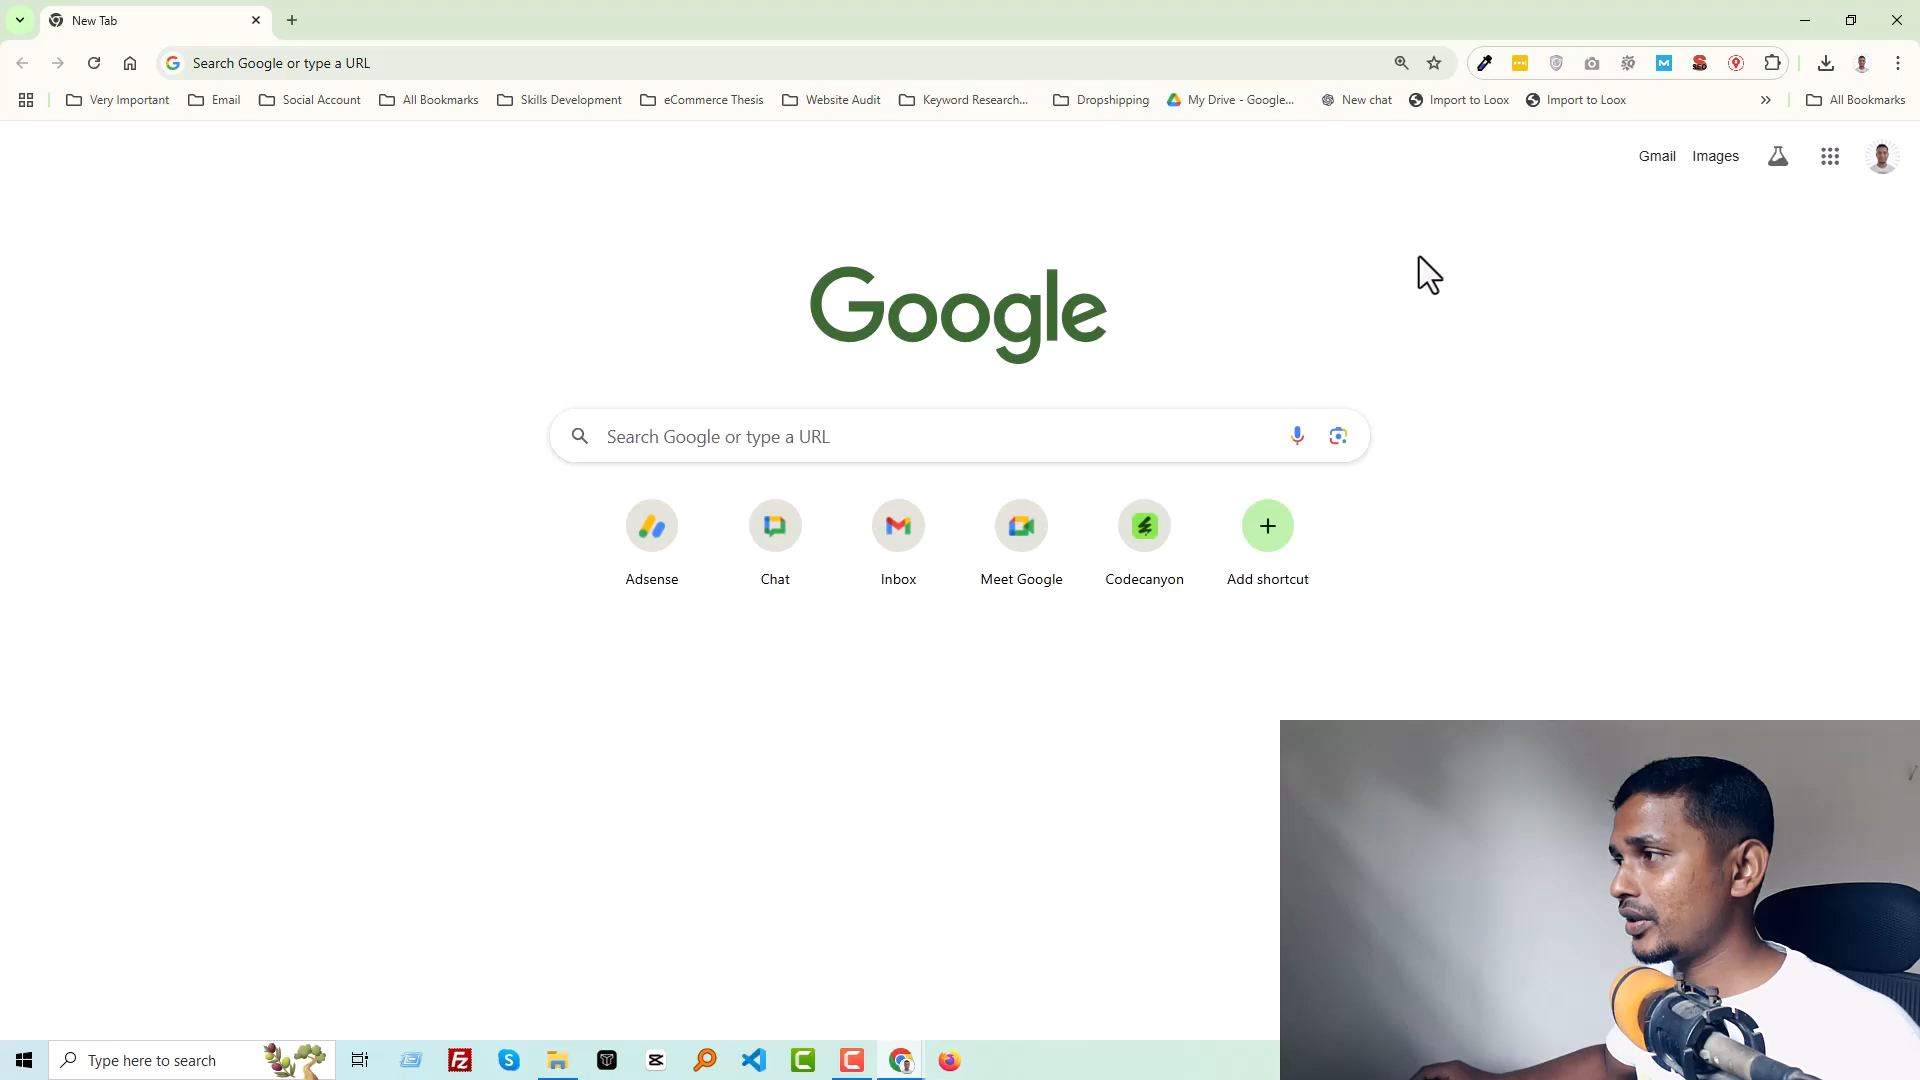 New Tab
Search Google or type a URL
Very Important
Email
Social Account
All Bookmarks
Skills Development
eCommerce Thesis
Website Audit
Keyword Research...
Dropshipping
My Drive - Google...
New chat
Import to Loox
Import to Loox
All Bookmarks
Gmail
Images
Google
Search Google or type a URL
Adsense
Chat
Inbox
Meet Google
Codecanyon
Add shortcut
Type here to search